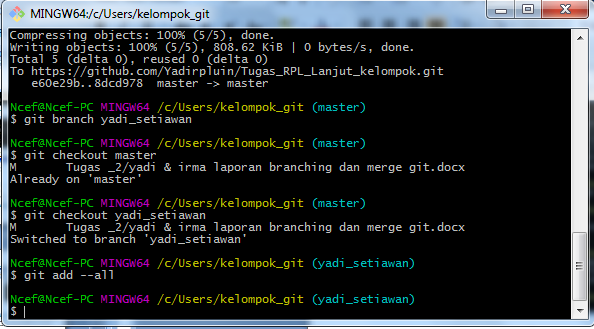 MINGW64:/c/Users/kelompok_git
Compressing objects: 100% (5/5), done.
Writing objects: 100% (5/5), 808.62 KiB | 0 bytes/s, done.
Total 5 (delta 0), reused 0 (delta 0)
To https://github.com/Yadirpluin/Tugas_RPL_Lanjut_kelompok.git
   e60e29b..8dcd978  master -> master

Ncef@Ncef-PC MINGW64 /c/Users/kelompok_git (master)
$ git branch yadi_setiawan

Ncef@Ncef-PC MINGW64 /c/Users/kelompok_git (master)
$ git checkout master
M       Tugas _2/yadi & irma laporan branching dan merge git.docx
Already on 'master'

Ncef@Ncef-PC MINGW64 /c/Users/kelompok_git (master)
$ git checkout yadi_setiawan
M       Tugas _2/yadi & irma laporan branching dan merge git.docx
Switched to branch 'yadi_setiawan'

Ncef@Ncef-PC MINGW64 /c/Users/kelompok_git (yadi_setiawan)
$ git add --all

Ncef@Ncef-PC MINGW64 /c/Users/kelompok_git (yadi_setiawan)
$